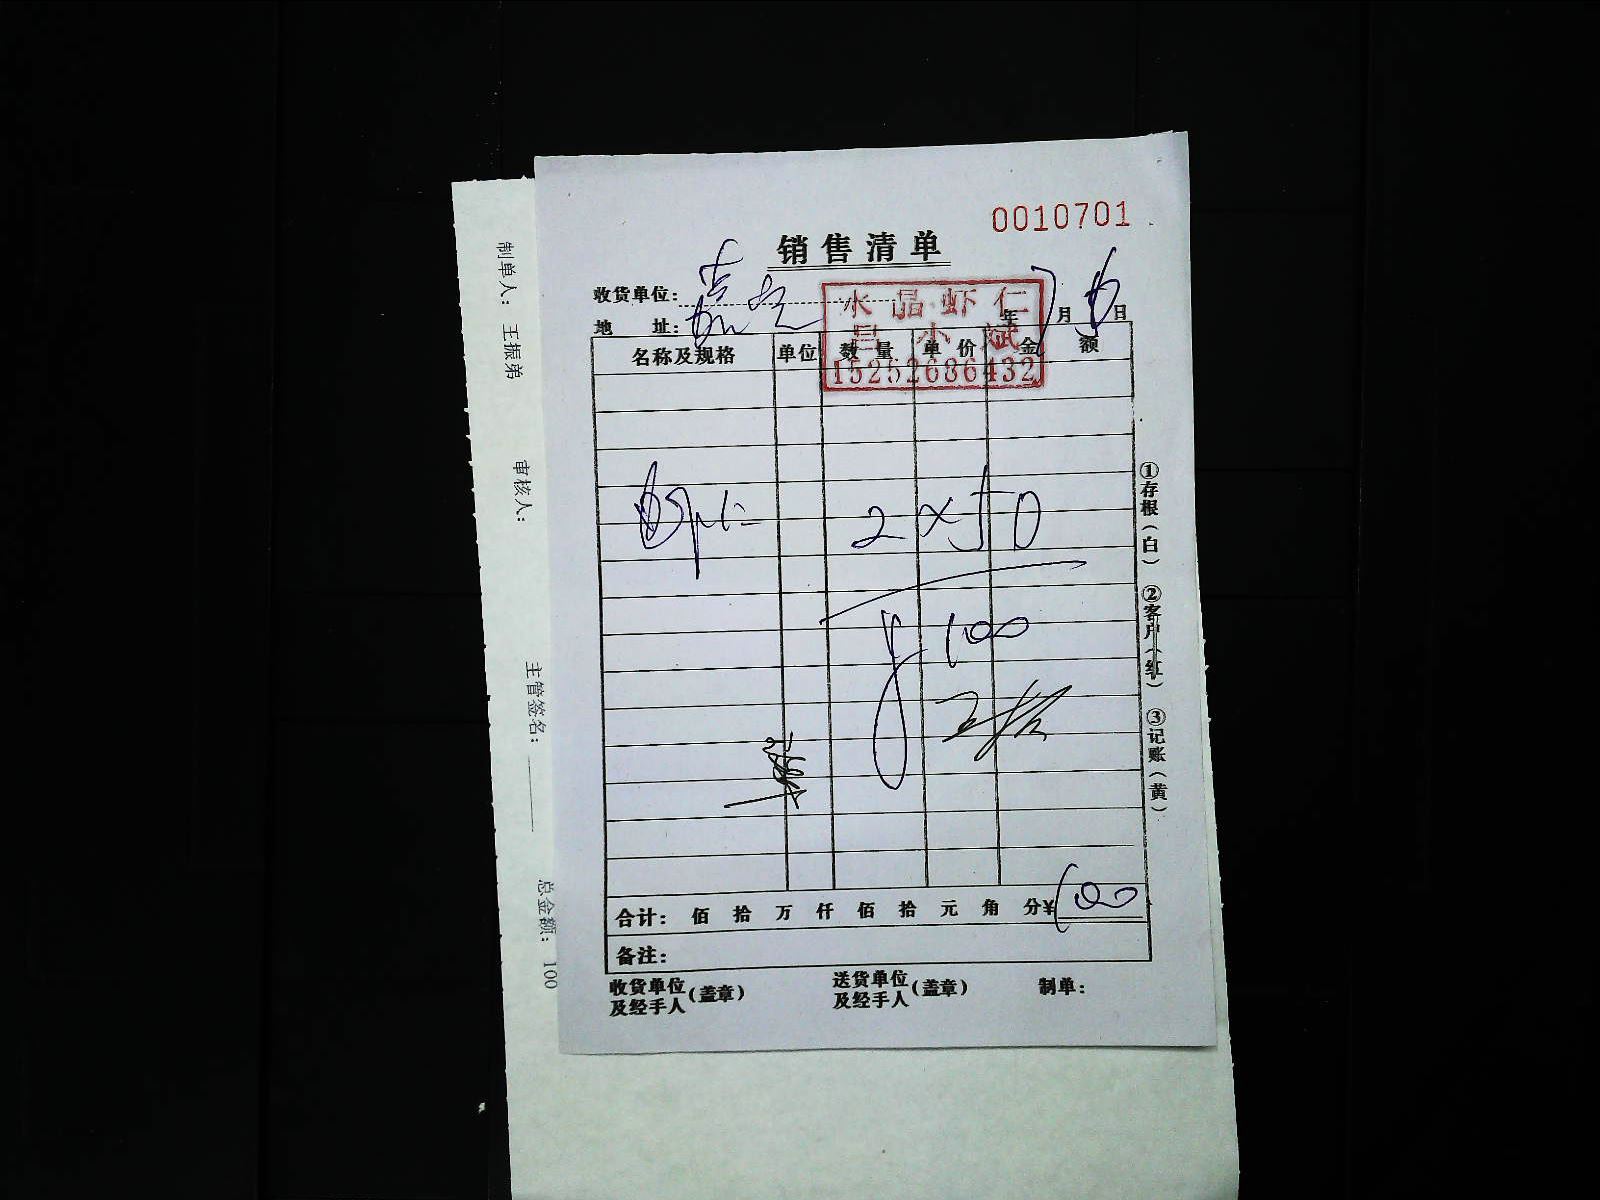 0010701
销售清单
收货单位：
水晶虾仁
年 7 月 日
地 址：
吕小斌
名称及规格 单位 数量 单价 金额
15252686432
2×50
¥100
合计： 佰 拾 万 仟 佰 拾 元 角 分¥100
备注：
收货单位及经手人（盖章）
送货单位及经手人（盖章）
制单：
①存根（白） ②客户（红） ③记账（黄）
制单人： 王振弟 审核人： 主管签名： 总金额： 100